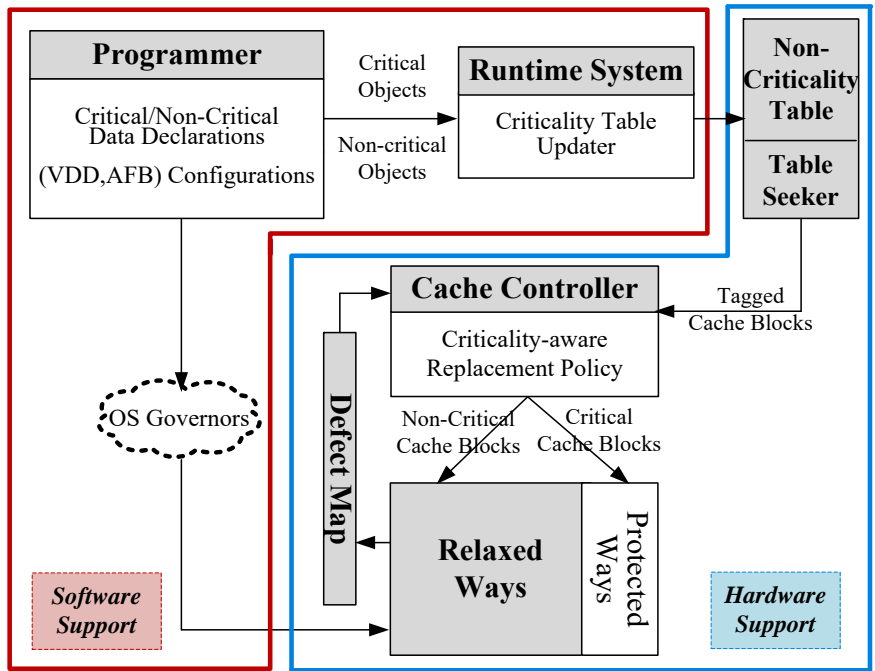 Programmer
Critical/Non-Critical
Data Declarations
(VDD,AFB) Configurations
Critical
Objects
Non-critical
Objects
Runtime System
Criticality Table
Updater
Non-
Criticality
Table
Table
Seeker
Tagged
Cache Blocks
Cache Controller
Criticality-aware
Replacement Policy
Non-Critical
Cache Blocks
Critical
Cache Blocks
OS Governors
Defect Map
Relaxed
Ways
Protected
Ways
Software
Support
Hardware
Support